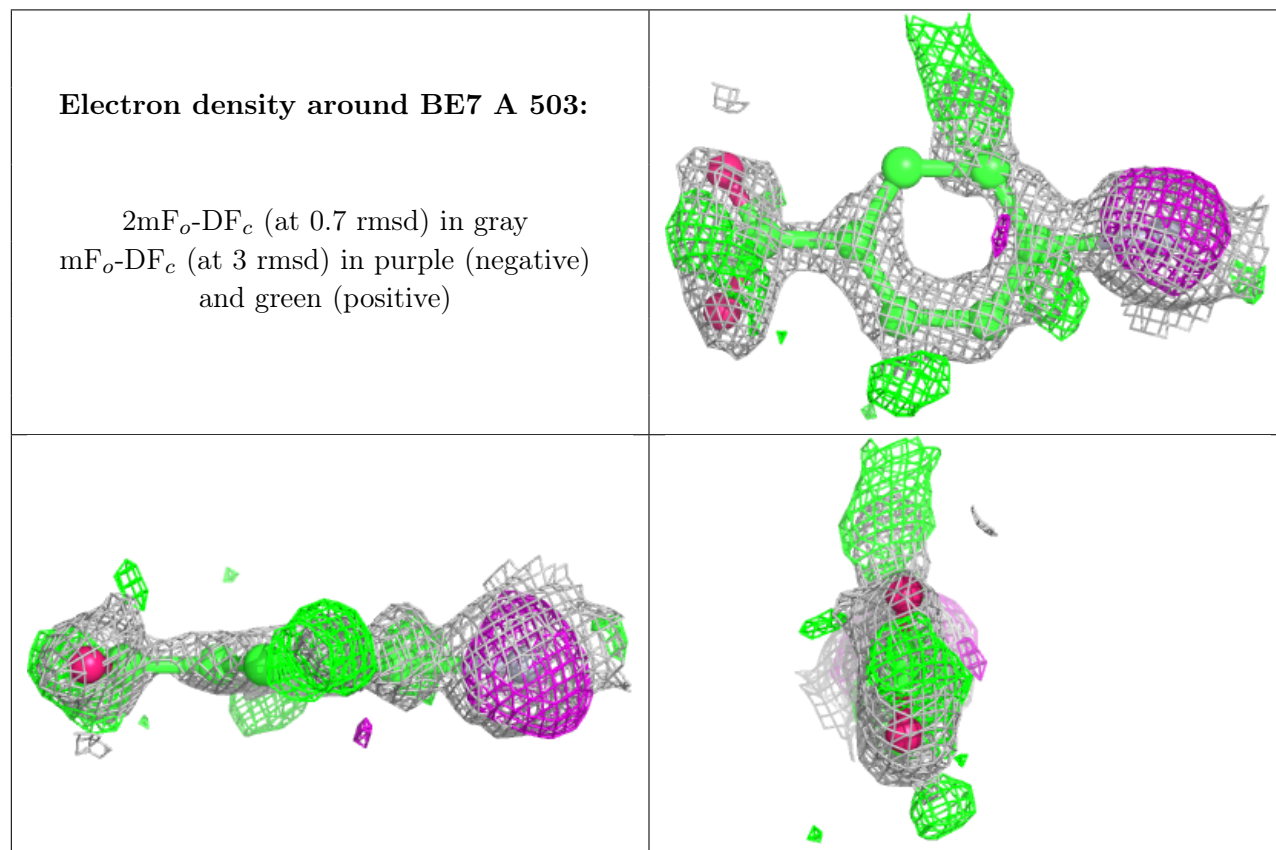 Electron density around BE7 A 503:
2mFo-DFc (at 0.7 rmsd) in gray
mFo-DFc (at 3 rmsd) in purple (negative)
and green (positive)